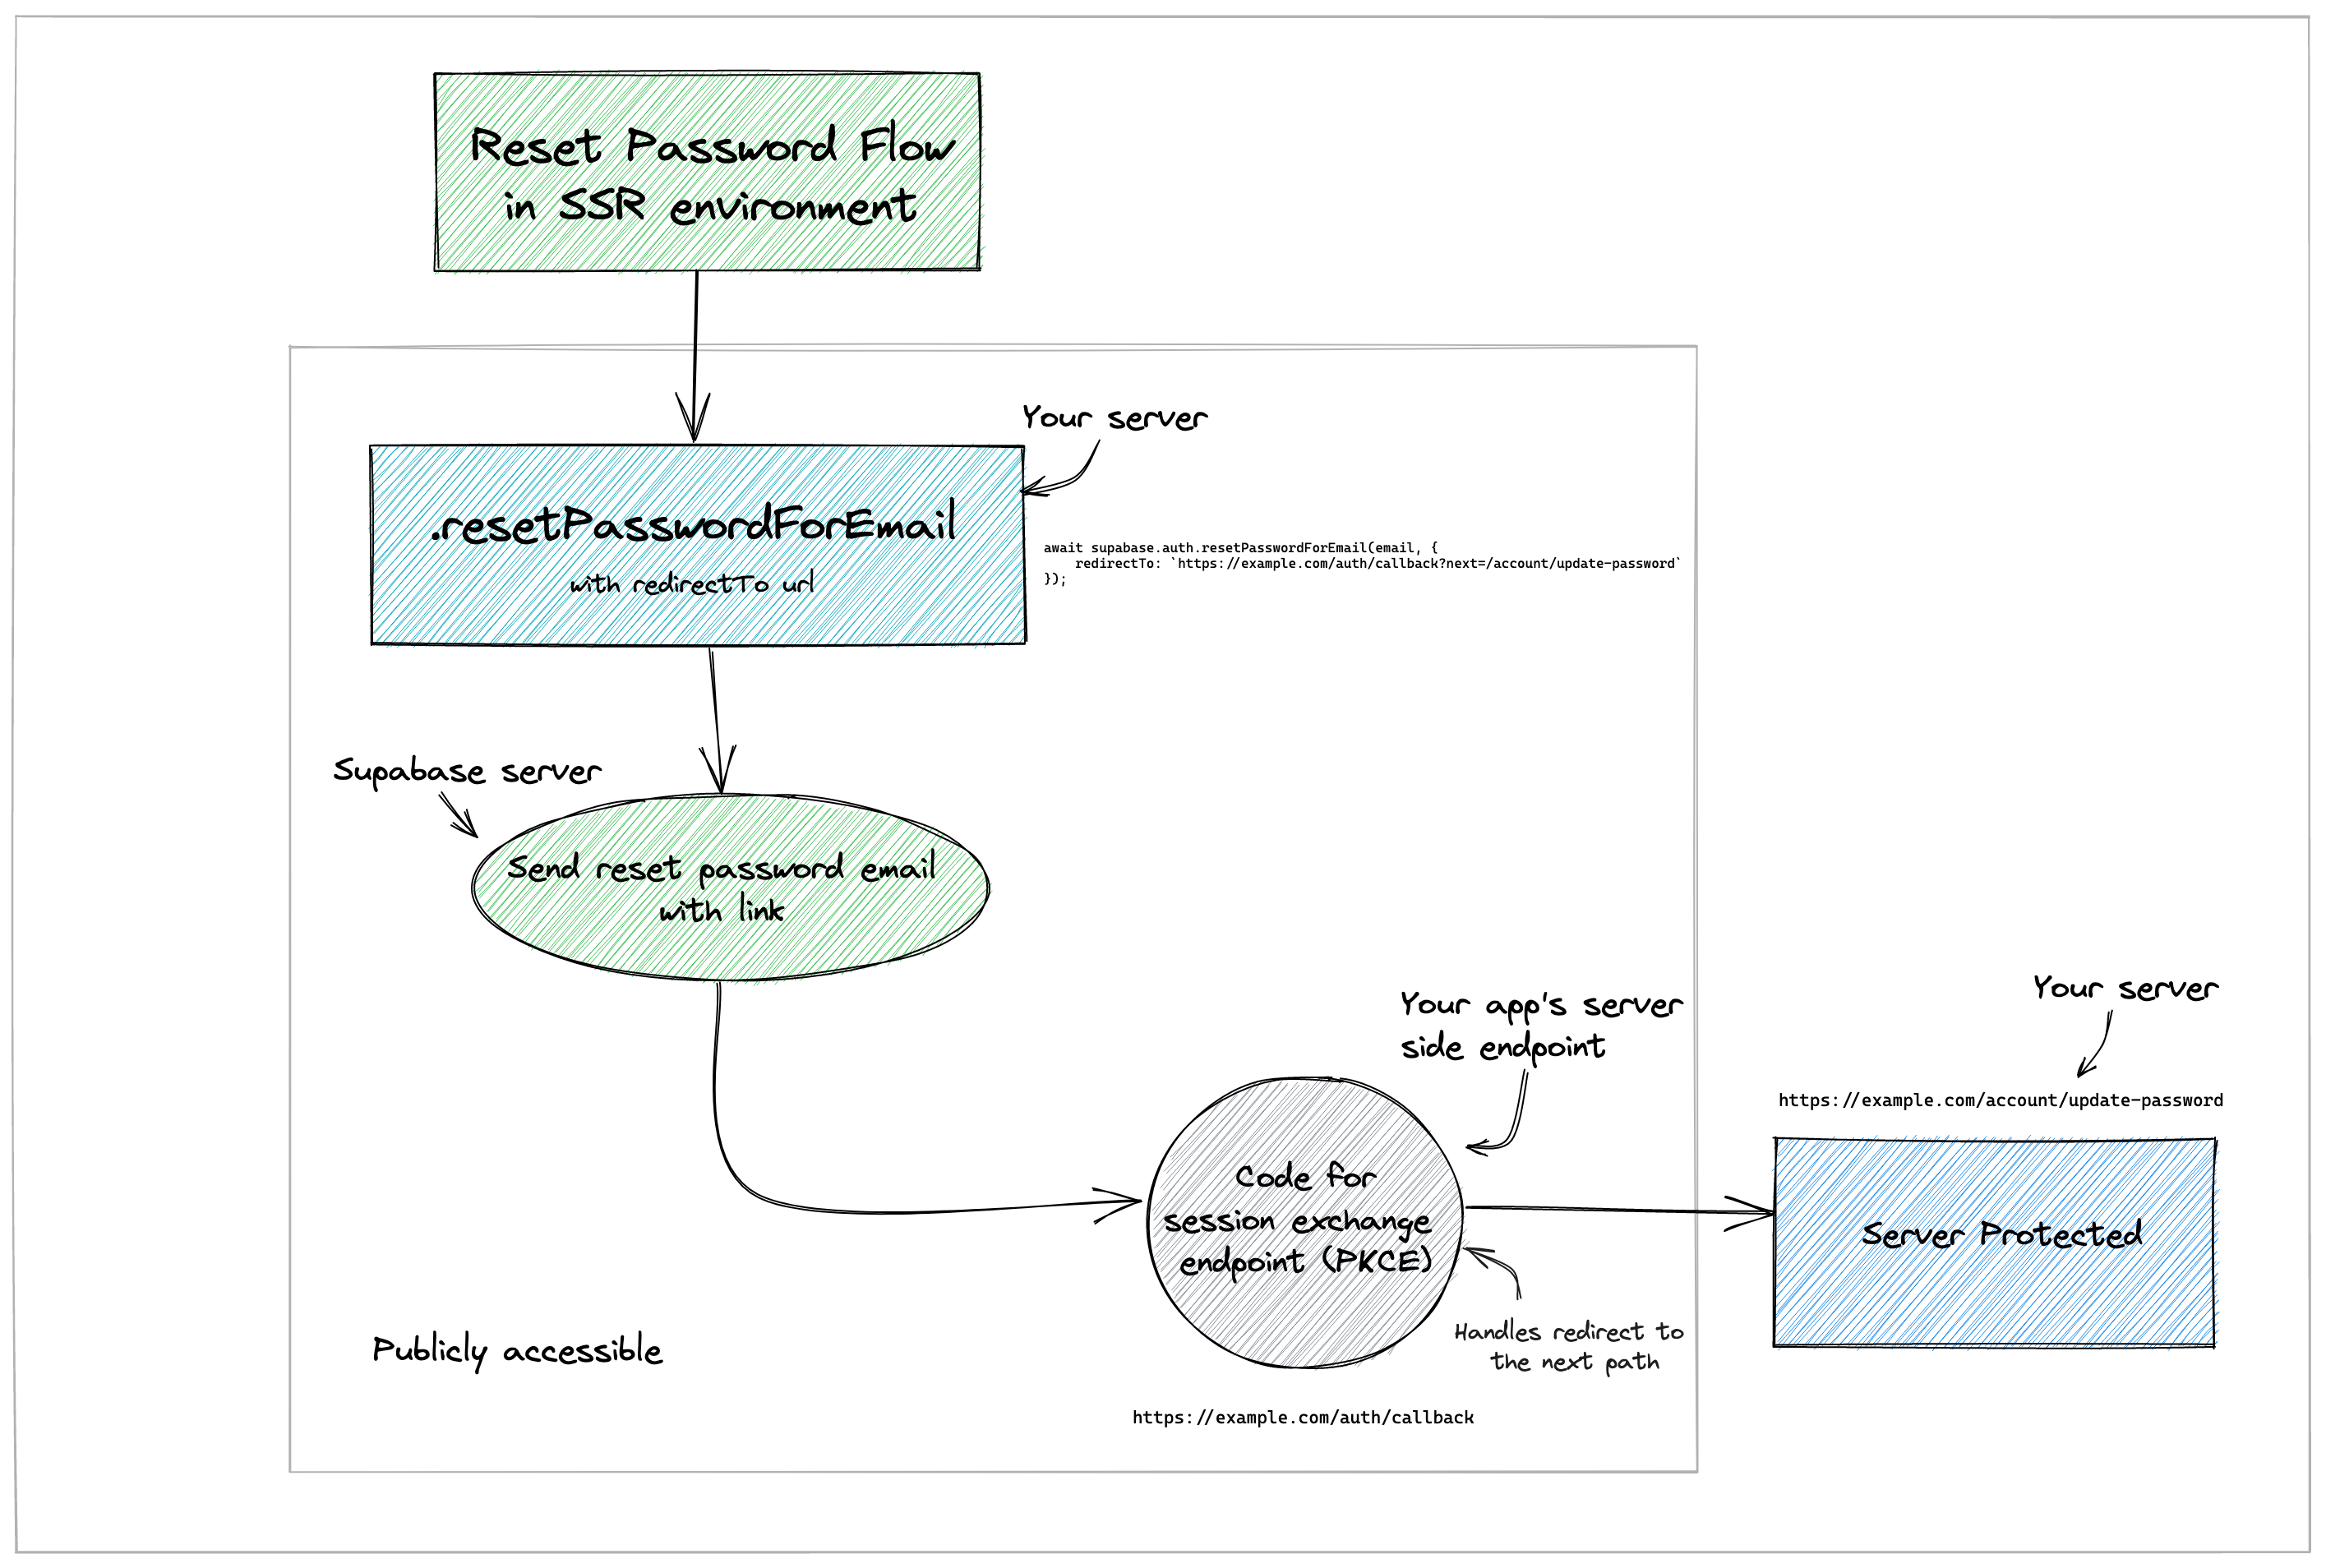 Reset Password Flow
in SSR environment
Your server
.resetPasswordForEmail
with redirectTo url
await supabase.auth.resetPasswordForEmail(email, {
    redirectTo: `https://example.com/auth/callback?next=/account/update-password`
});
Supabase server
Send reset password email
with link
Your app's server
side endpoint
Your server
https://example.com/account/update-password
Code for
session exchange
endpoint (PKCE)
Server Protected
Handles redirect to
the next path
Publicly accessible
https://example.com/auth/callback